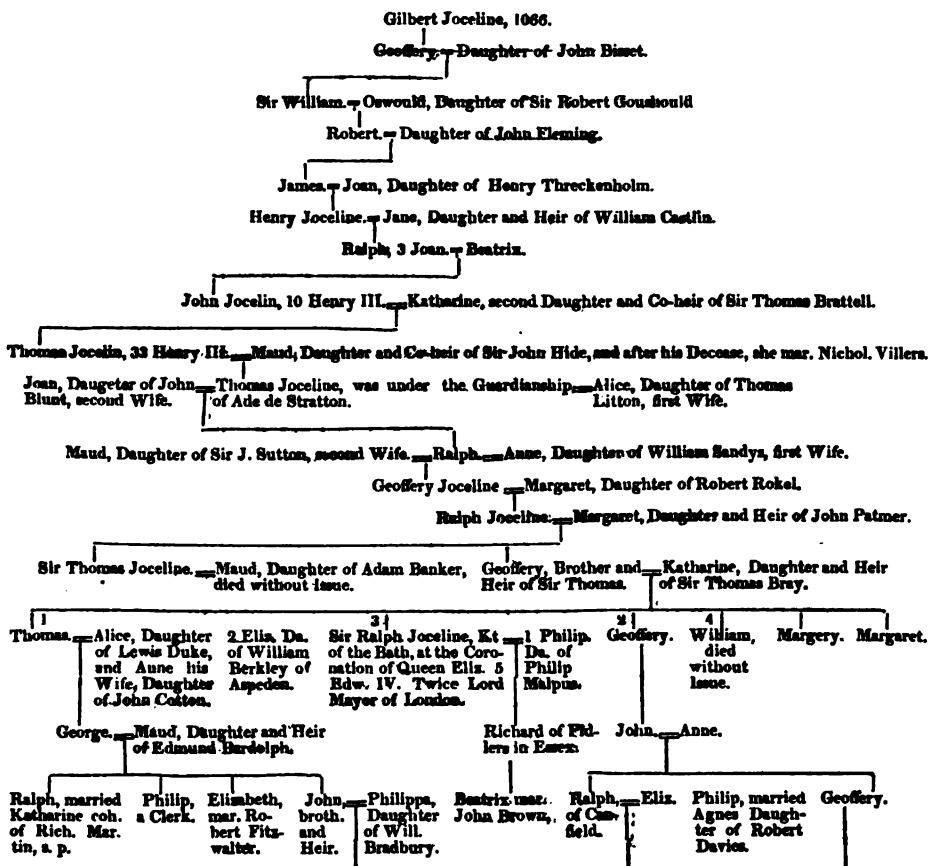 Gilbert Joceline, 1066.
Geoffery. = Daughter of John Bisset.
Sir William. = Oswould, Daughter of Sir Robert Goushould
Robert. = Daughter of John Fleming.
James. = Joan, Daughter of Henry Threckenholm.
Henry Joceline. = Jane, Daughter and Heir of William Castlin.
Ralph, 3 Joan. = Beatrix.
John Jocelin, 10 Henry III. = Katharine, second Daughter and Co-heir of Sir Thomas Brattell.
Thomas Jocelin, 33 Henry III. = Maud, Daughter and Co-heir of Sir John Hide, and after his Decease, she mar. Nichol. Villers.
Joan, Daugeter of John
Blunt, second Wife. =
Thomas Joceline, was under the Guardianship
of Ade de Stratton. =
Alice, Daughter of Thomas
Litton, first Wife.
Maud, Daughter of Sir J. Sutton, second Wife. = Ralph. = Anne, Daughter of William Sandys, first Wife.
Geoffery Joceline = Margaret, Daughter of Robert Rokel.
Ralph Joceline. = Margaret, Daughter and Heir of John Patmer.
Sir Thomas Joceline. =
Maud, Daughter of Adam Banker,
died without issue.
Geoffery, Brother and
Heir of Sir Thomas. =
Katharine, Daughter and Heir
of Sir Thomas Bray.
1 3 2 4
Thomas. =
Alice, Daughter
of Lewis Duke,
and Anne his
Wife, Daughter
of John Cotton.
2 Eliz. Da.
of William
Berkley of
Aspeden.
Sir Ralph Joceline, Kt
of the Bath, at the Coro-
nation of Queen Eliz. 5
Edw. IV. Twice Lord
Mayor of London. =
1 Philip.
Da. of
Philip
Malpus.
Geoffery.
William,
died
without
Issue.
Margery.
Margaret.
George. =
Maud, Daughter and Heir
of Edmund Bardolph.
Richard of Fid-
lers in Essex.
John. = Anne.
Ralph, married
Katharine coh.
of Rich. Mar-
tin, s. p.
Philip,
a Clerk.
Elizabeth,
mar. Ro-
bert Fitz-
walter.
John,
broth.
and
Heir. =
Philippa,
Daughter
of Will.
Bradbury.
Beatrix mar.
John Brown,
Ralph,
of Can-
field. =
Eliz.
Philip, married
Agnes Daugh-
ter of Robert
Davies.
Geoffery.